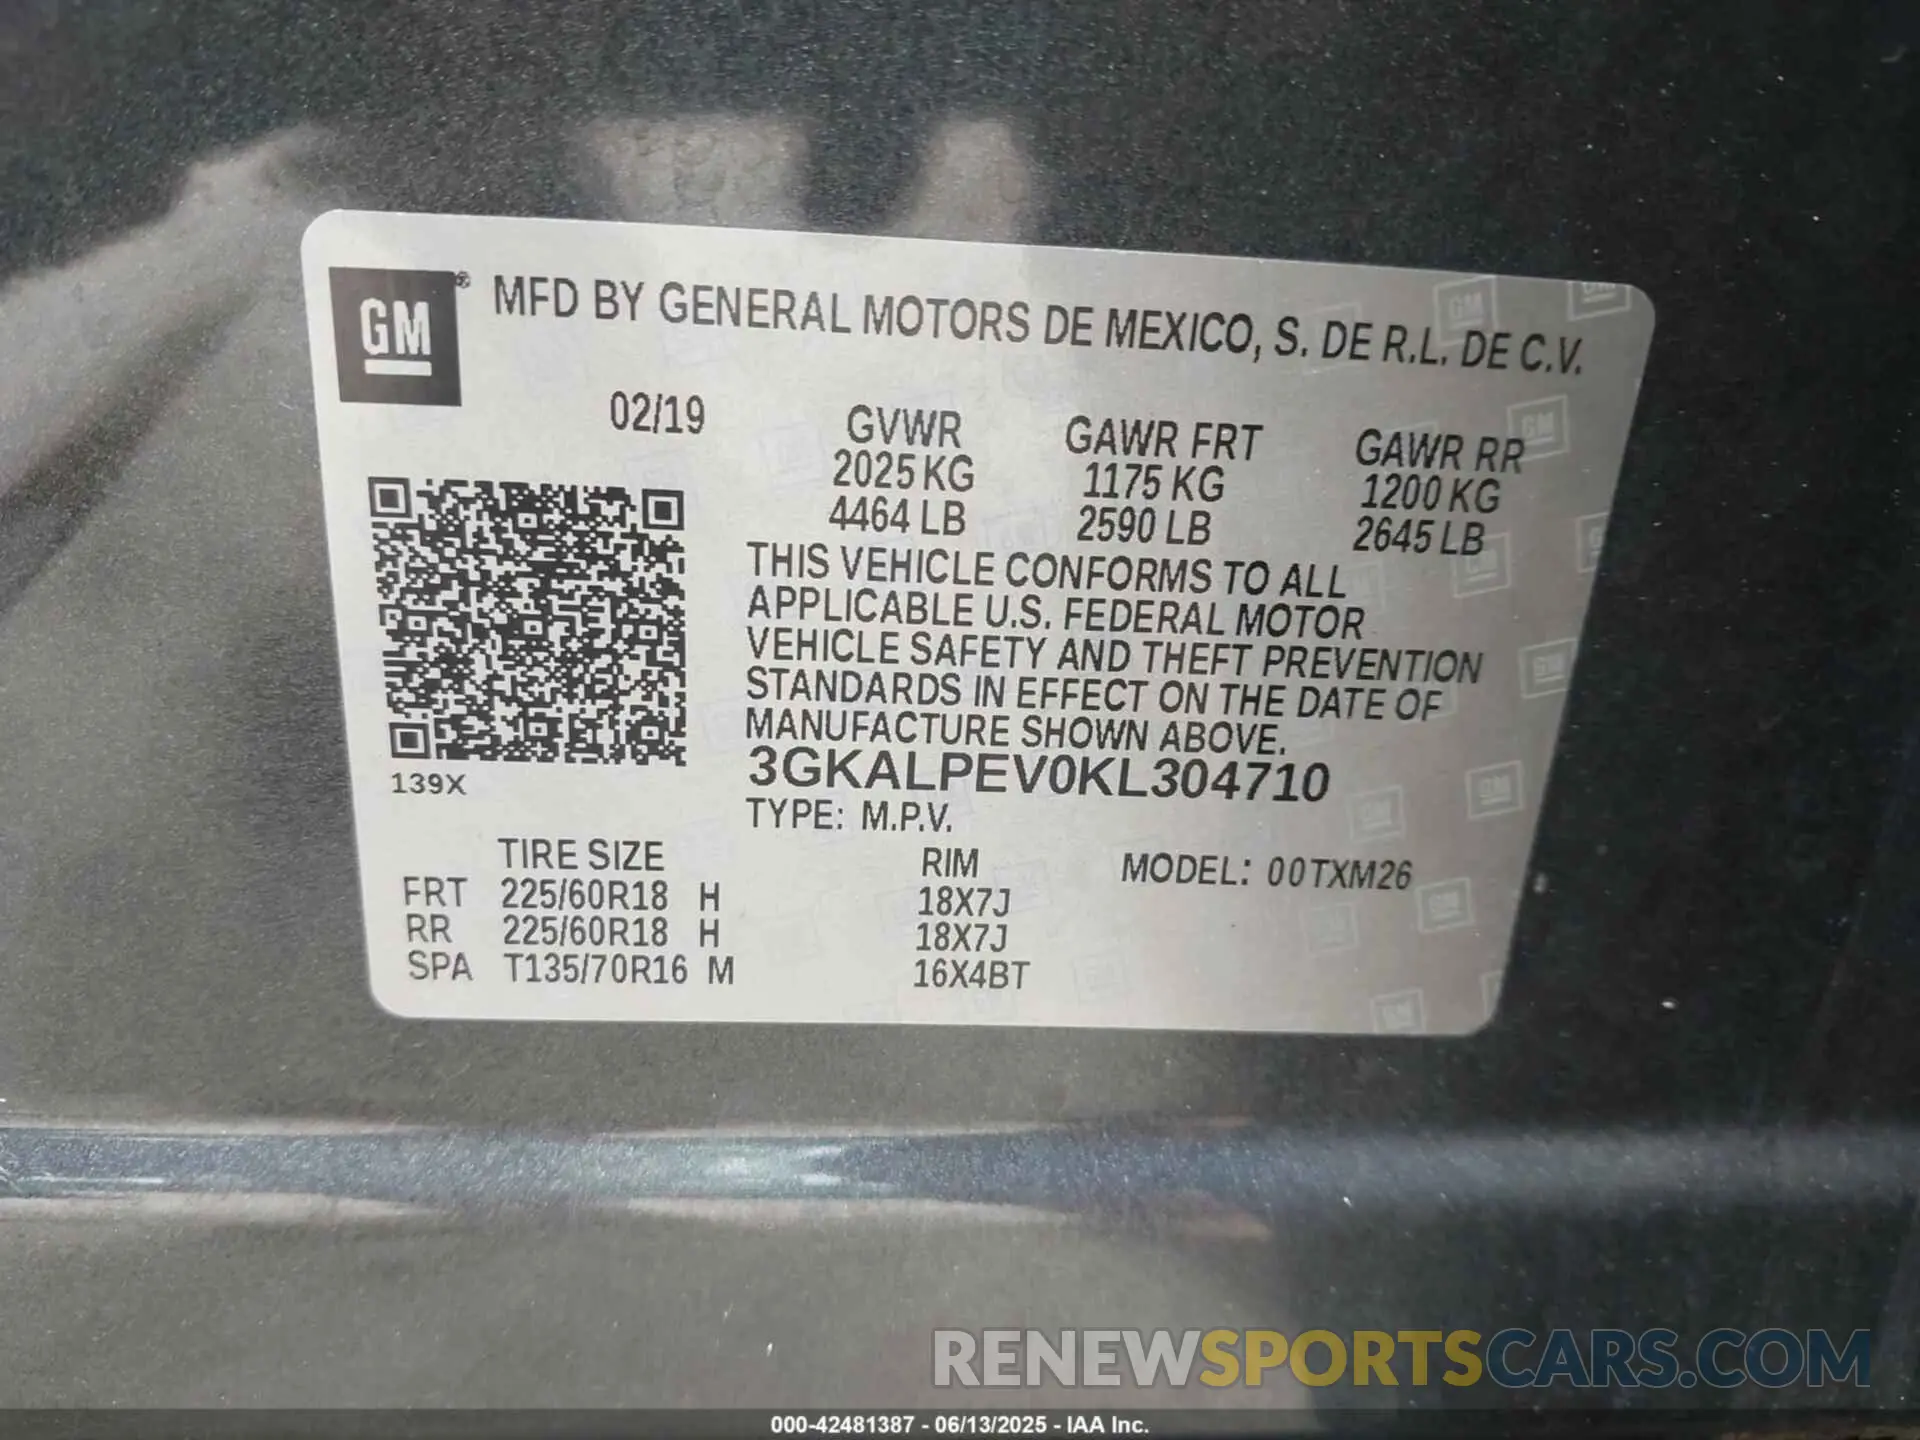 GM ® MFD BY GENERAL MOTORS DE MEXICO, S. DE R.L. DE C.V.
02/19 GVWR GAWR FRT GAWR RR
2025 KG 1175 KG 1200 KG
4464 LB 2590 LB 2645 LB
THIS VEHICLE CONFORMS TO ALL
APPLICABLE U.S. FEDERAL MOTOR
VEHICLE SAFETY AND THEFT PREVENTION
STANDARDS IN EFFECT ON THE DATE OF
MANUFACTURE SHOWN ABOVE.
139X 3GKALPEV0KL304710
TYPE: M.P.V.
TIRE SIZE RIM MODEL: 00TXM26
FRT 225/60R18 H 18X7J
RR 225/60R18 H 18X7J
SPA T135/70R16 M 16X4BT
RENEWSPORTSCARS.COM
000-42481387 - 06/13/2025 - IAA Inc.